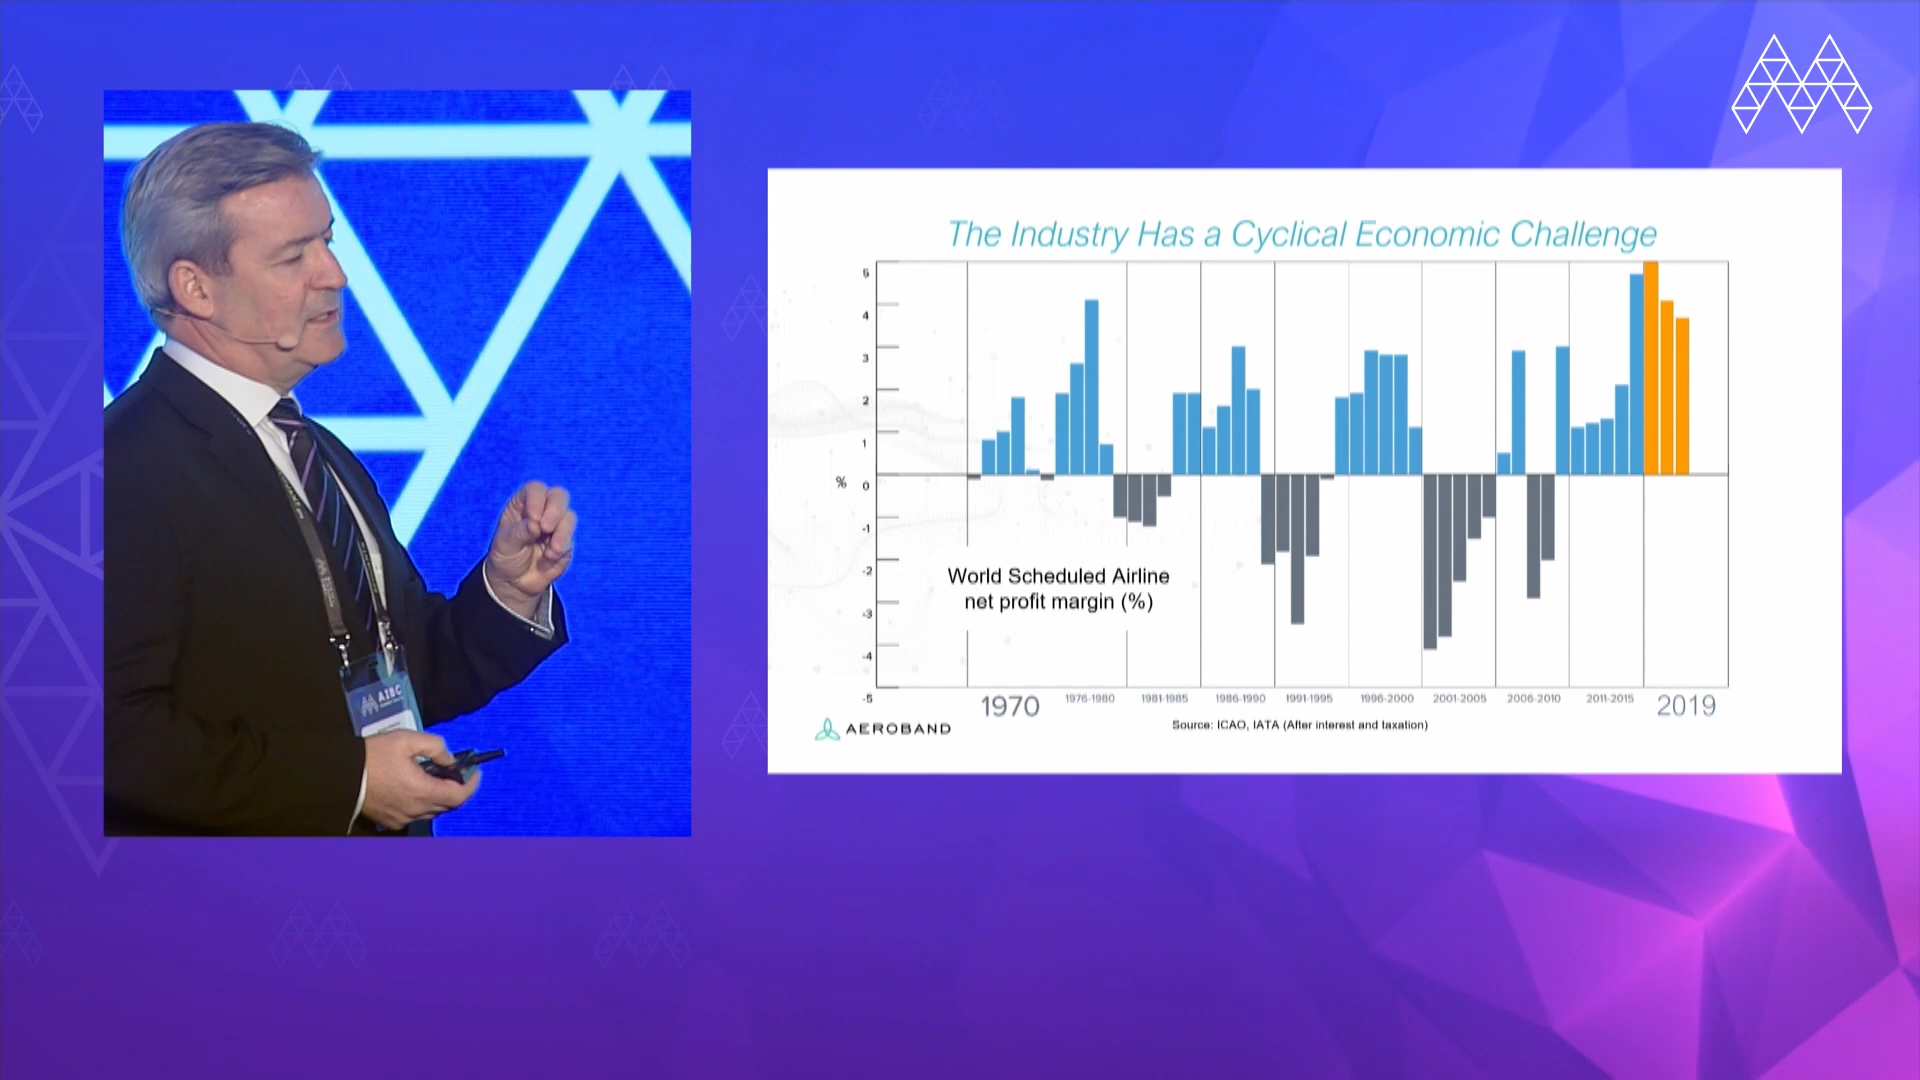 The Industry Has a Cyclical Economic Challenge
5
4
3
2
1
% 0
-1
-2
-3
-4
-5
World Scheduled Airline
net profit margin (%)
1970 1976-1980 1981-1985 1986-1990 1991-1995 1996-2000 2001-2005 2006-2010 2011-2015 2019
Source: ICAO, IATA (After interest and taxation)
AEROBAND
AIBC